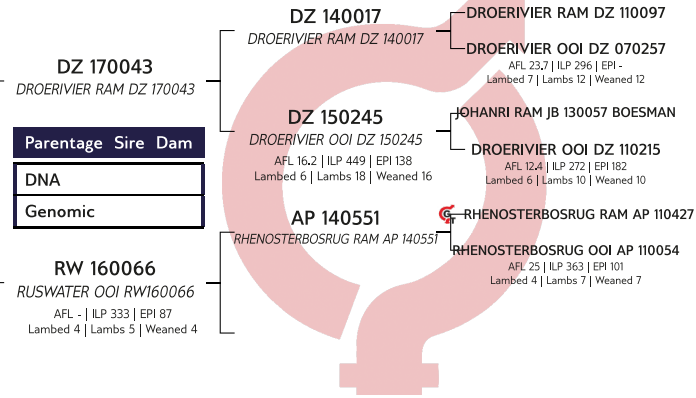 DZ 140017
DROERIVIER RAM DZ 140017
DROERIVIER RAM DZ 110097
DROERIVIER OOI DZ 070257
AFL 23,7 | ILP 296 | EPI -
Lambed 7 | Lambs 12 | Weaned 12
DZ 170043
DROERIVIER RAM DZ 170043
DZ 150245
DROERIVIER OOI DZ 150245
AFL 16.2 | ILP 449 | EPI 138
Lambed 6 | Lambs 18 | Weaned 16
JOHANRI RAM JB 130057 BOESMAN
DROERIVIER OOI DZ 110215
AFL 12.4 | ILP 272 | EPI 182
Lambed 6 | Lambs 10 | Weaned 10
Parentage Sire Dam
DNA
Genomic
AP 140551
RHENOSTERBOSRUG RAM AP 140551
GT
RHENOSTERBOSRUG RAM AP 110427
RHENOSTERBOSRUG OOI AP 110054
AFL 25 | ILP 363 | EPI 101
Lambed 4 | Lambs 7 | Weaned 7
RW 160066
RUSWATER OOI RW160066
AFL - | ILP 333 | EPI 87
Lambed 4 | Lambs 5 | Weaned 4